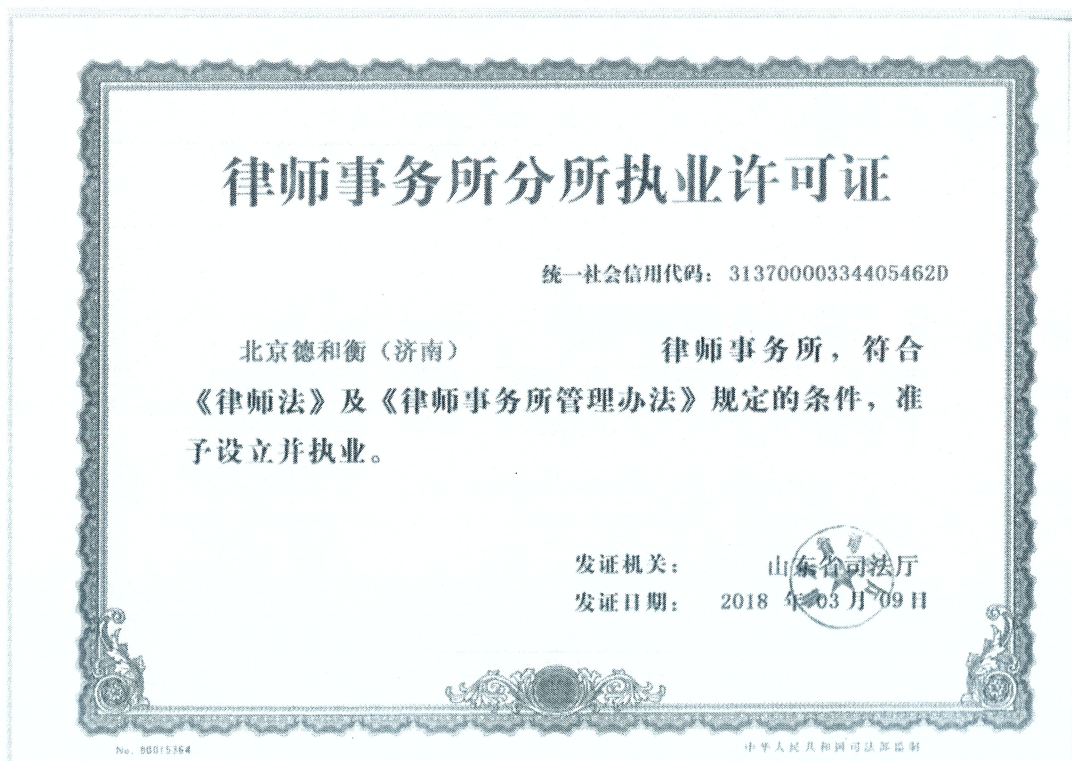 律师事务所分所执业许可证
统一社会信用代码：31370000334405462D
北京德和衡（济南） 律师事务所，符合
《律师法》及《律师事务所管理办法》规定的条件，准
予设立并执业。
发证机关： 山东省司法厅
发证日期： 2018 年 03 月 09 日
No. 80015364
中华人民共和国司法部监制